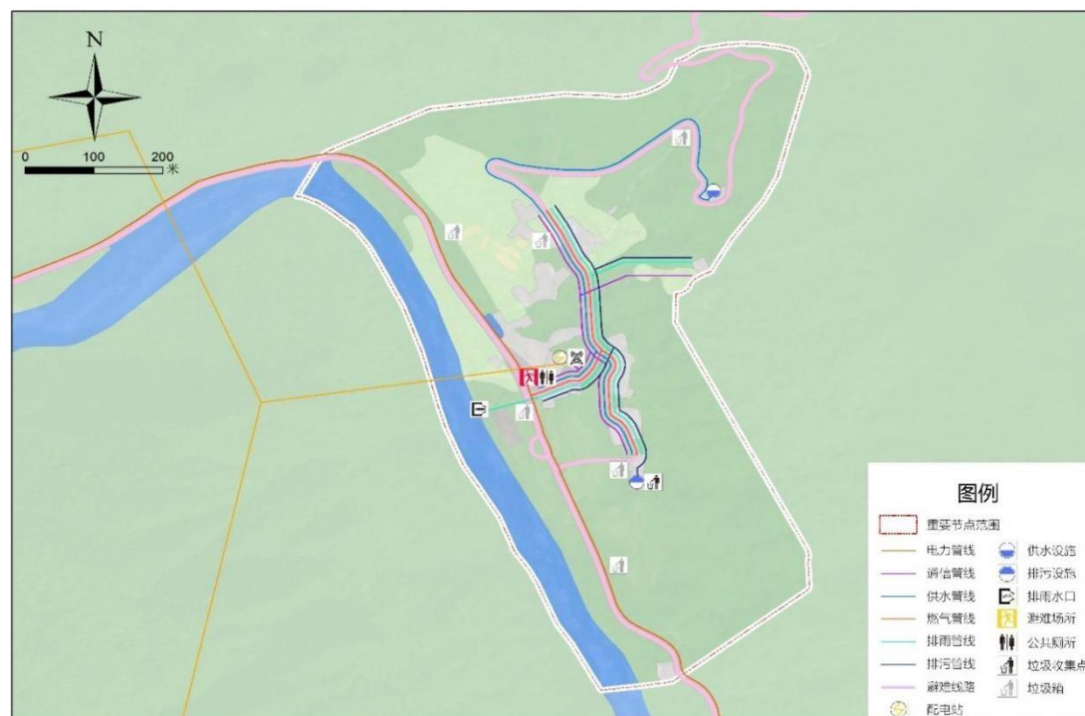 N
0 100 200
米
图例
重要节点范围
电力管线 供水设施
通信管线 排污设施
供水管线 排雨水口
燃气管线 避难场所
排雨管线 公共厕所
排污管线 垃圾收集点
避难线路 垃圾箱
配电站